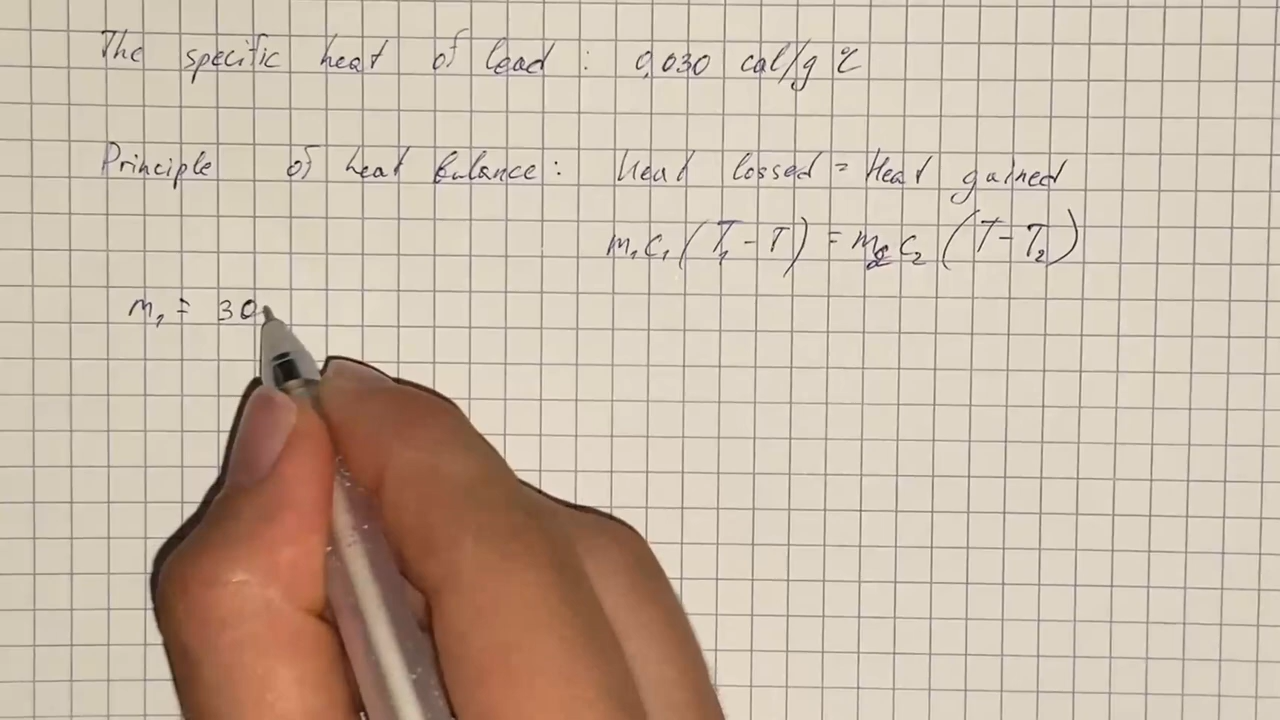 The specific heat of lead : 0,030 cal/g °C
Principle of heat balance: Heat lossed = Heat gained
m₁c₁(T₁ - T) = m₂c₂(T - T₂)
m₁ = 30